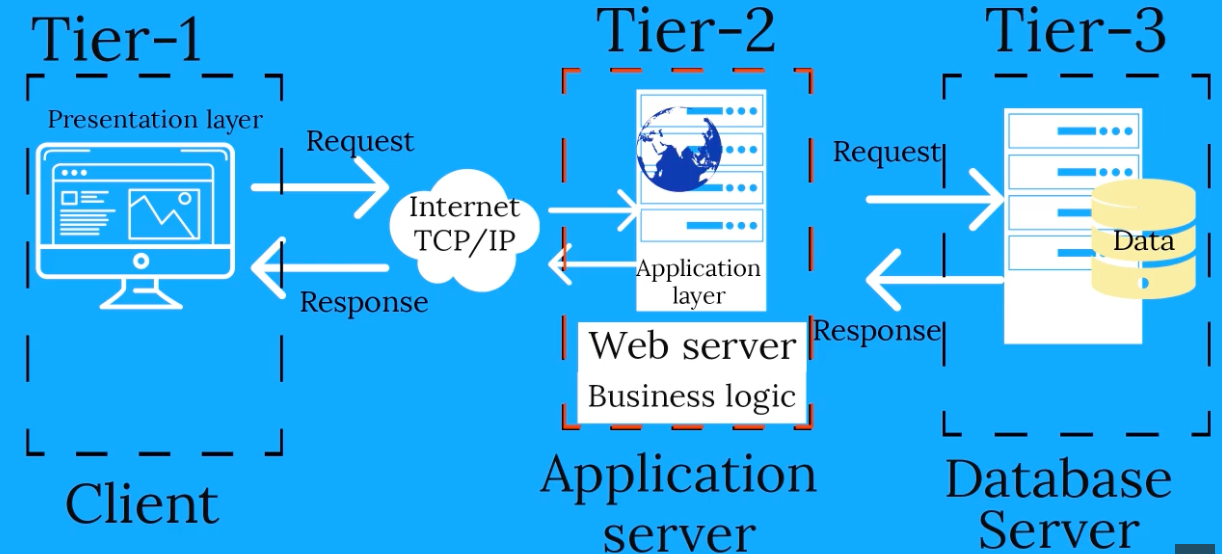 Tier-1
Presentation layer
Client
Request
Response
Internet
TCP/IP
Tier-2
Application
layer
Web server
Business logic
Application
server
Request
Response
Tier-3
Data
Database
Server